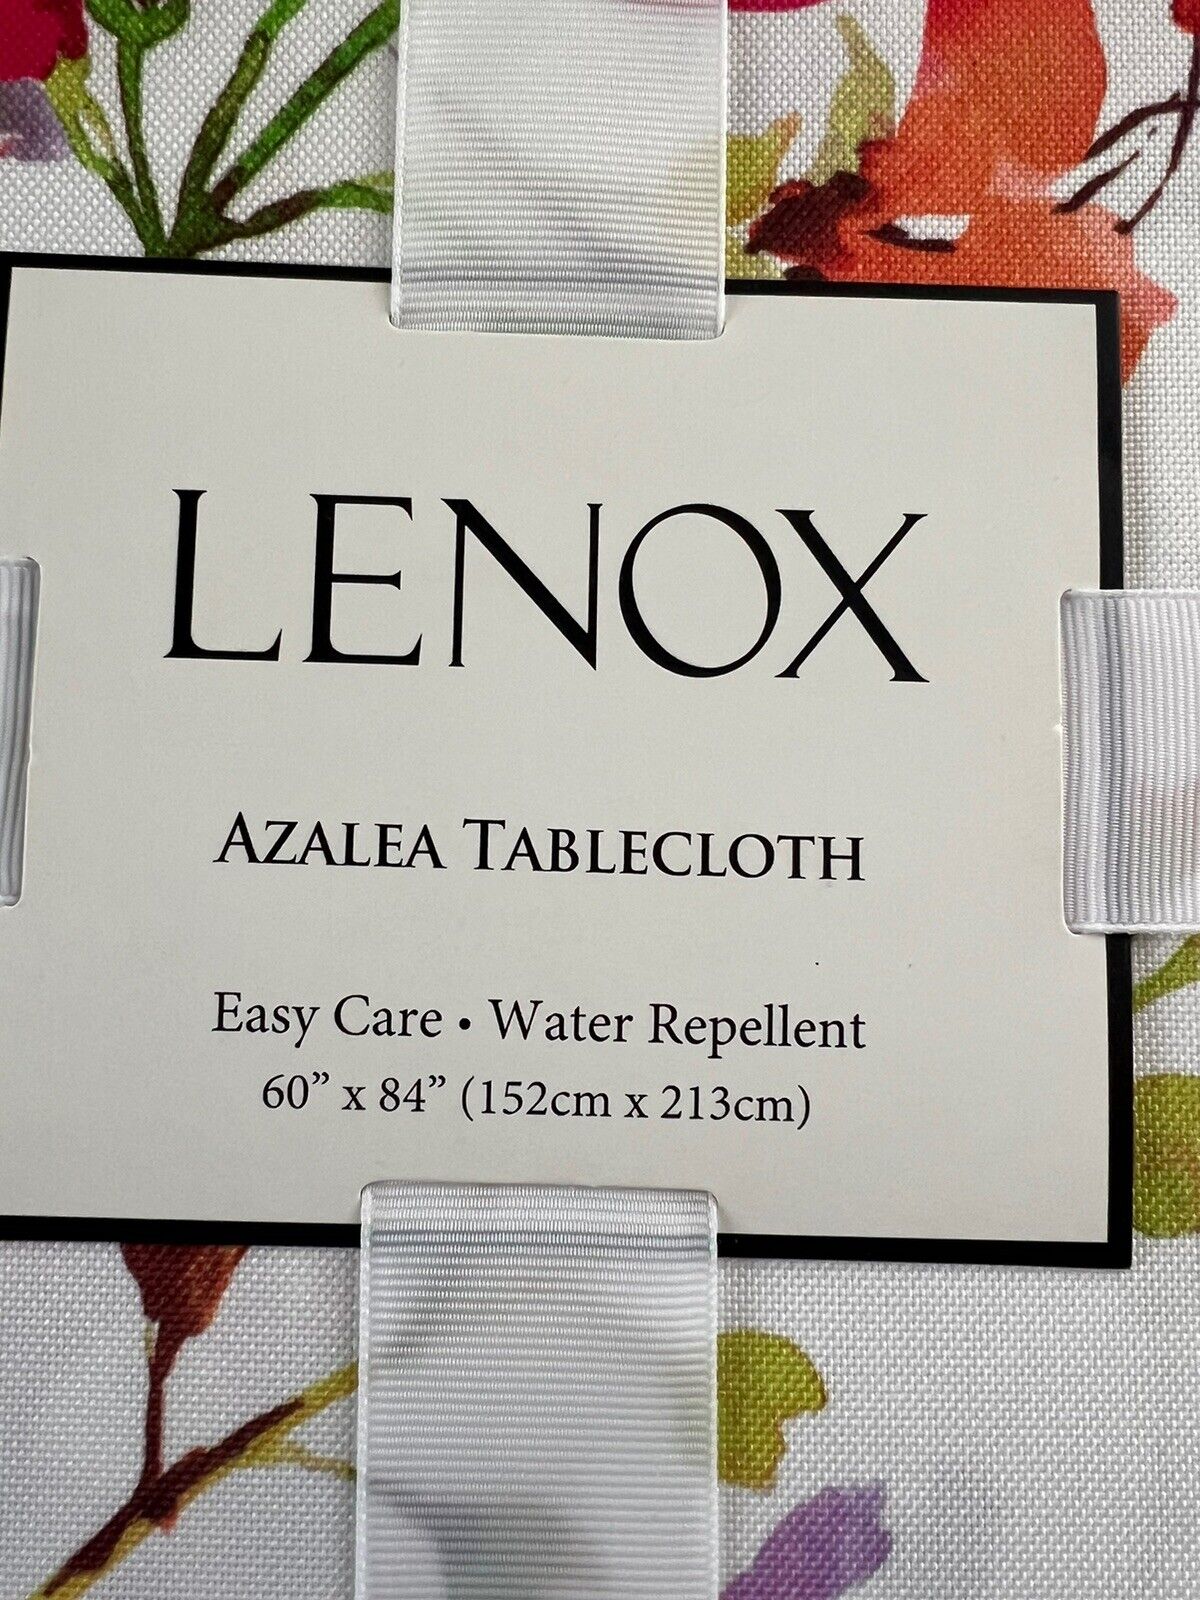 LENOX
AZALEA TABLECLOTH
Easy Care • Water Repellent
60” x 84” (152cm x 213cm)